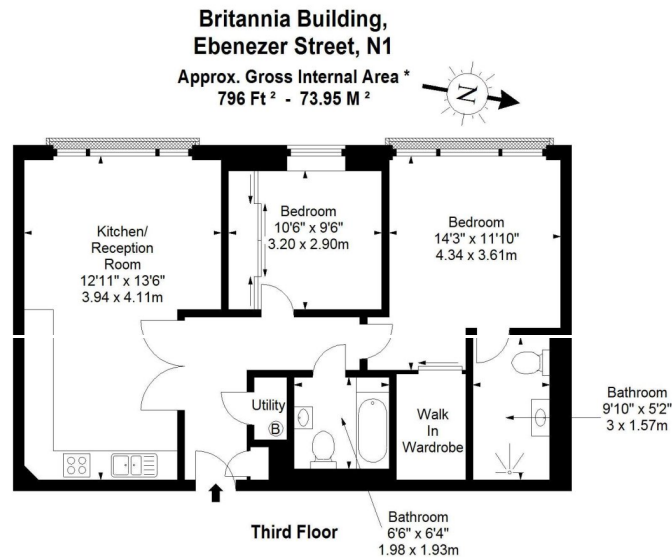 Britannia Building,
Ebenezer Street, N1
Approx. Gross Internal Area *
796 Ft ² - 73.95 M ²
N
Kitchen/
Reception
Room
12'11" x 13'6"
3.94 x 4.11m
Bedroom
10'6" x 9'6"
3.20 x 2.90m
Bedroom
14'3" x 11'10"
4.34 x 3.61m
Utility
B
Walk
In
Wardrobe
Bathroom
9'10" x 5'2"
3 x 1.57m
Bathroom
6'6" x 6'4"
1.98 x 1.93m
Third Floor